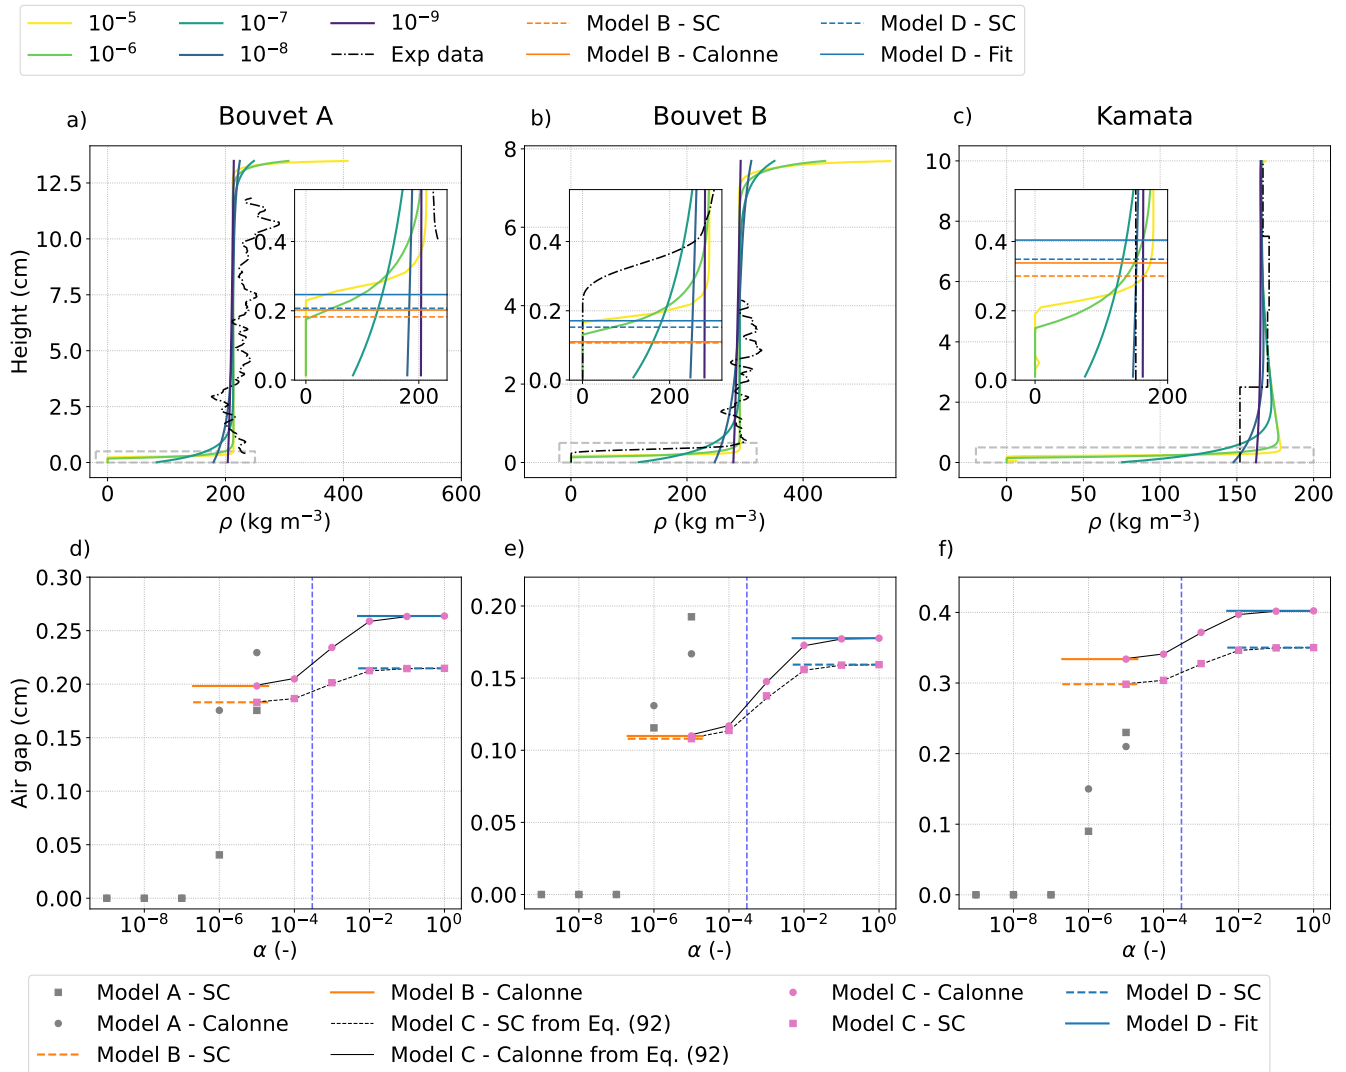 10⁻⁵ 10⁻⁷ 10⁻⁹ Model B - SC Model D - SC
10⁻⁶ 10⁻⁸ Exp data Model B - Calonne Model D - Fit
a) Bouvet A b) Bouvet B c) Kamata
Height (cm)
12.5
10.0
7.5
5.0
2.5
0.0
0 200 400 600
ρ (kg m⁻³)
0.4
0.2
0.0
0 200
8
6
4
2
0
0 200 400
ρ (kg m⁻³)
0.4
0.2
0.0
0 200
10
8
6
4
2
0
0 50 100 150 200
ρ (kg m⁻³)
0.4
0.2
0.0
0 200
d) e) f)
Air gap (cm)
0.30
0.25
0.20
0.15
0.10
0.05
0.00
10⁻⁸ 10⁻⁶ 10⁻⁴ 10⁻² 10⁰
α (-)
0.20
0.15
0.10
0.05
0.00
10⁻⁸ 10⁻⁶ 10⁻⁴ 10⁻² 10⁰
α (-)
0.4
0.3
0.2
0.1
0.0
10⁻⁸ 10⁻⁶ 10⁻⁴ 10⁻² 10⁰
α (-)
Model A - SC Model B - Calonne Model C - Calonne Model D - SC
Model A - Calonne Model C - SC from Eq. (92) Model C - SC Model D - Fit
Model B - SC Model C - Calonne from Eq. (92)